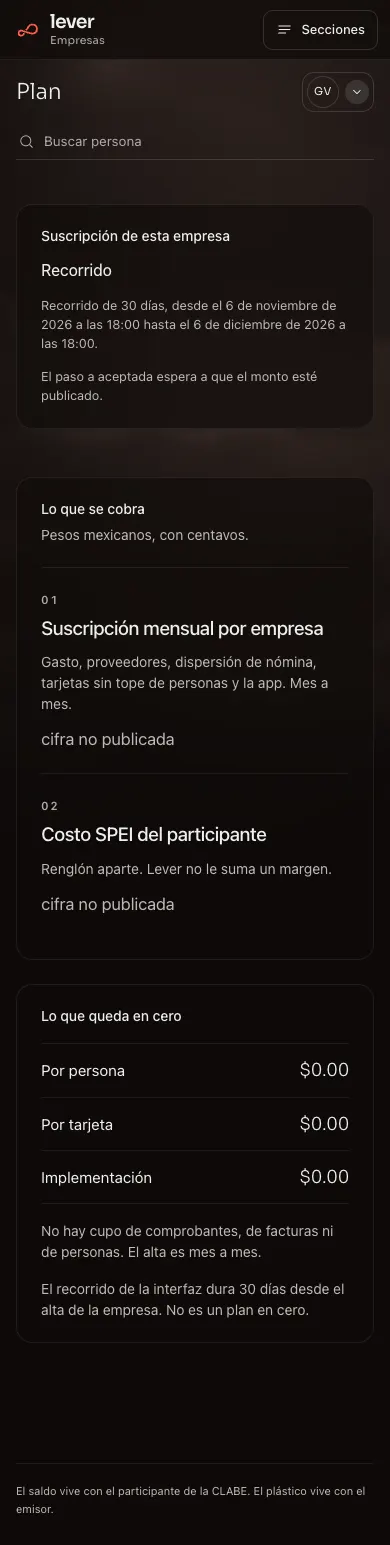 lever
Empresas
Secciones
Plan
GV
Buscar persona
Suscripción de esta empresa
Recorrido
Recorrido de 30 días, desde el 6 de noviembre de
2026 a las 18:00 hasta el 6 de diciembre de 2026 a
las 18:00.
El paso a aceptada espera a que el monto esté
publicado.
Lo que se cobra
Pesos mexicanos, con centavos.
01
Suscripción mensual por empresa
Gasto, proveedores, dispersión de nómina,
tarjetas sin tope de personas y la app. Mes a
mes.
cifra no publicada
02
Costo SPEI del participante
Renglón aparte. Lever no le suma un margen.
cifra no publicada
Lo que queda en cero
Por persona $0.00
Por tarjeta $0.00
Implementación $0.00
No hay cupo de comprobantes, de facturas ni
de personas. El alta es mes a mes.
El recorrido de la interfaz dura 30 días desde el
alta de la empresa. No es un plan en cero.
El saldo vive con el participante de la CLABE. El plástico vive con el
emisor.